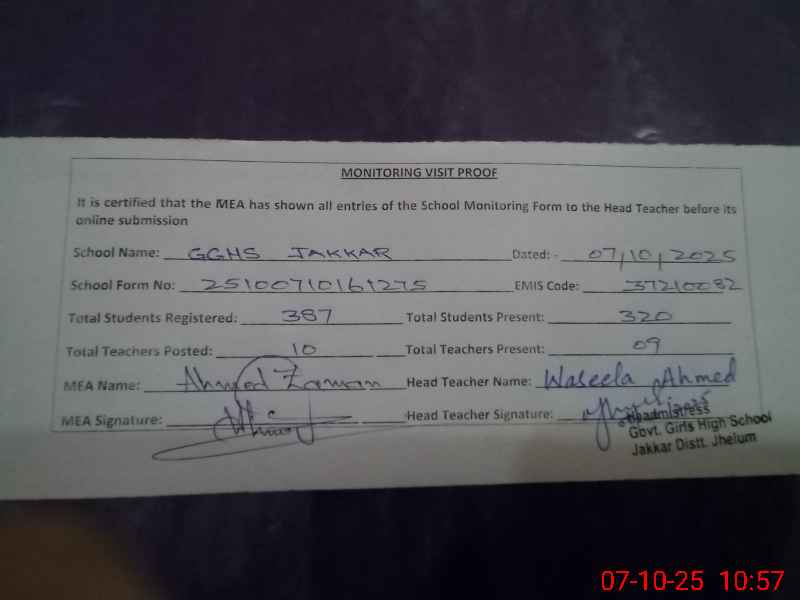 MONITORING VISIT PROOF
It is certified that the MEA has shown all entries of the School Monitoring Form to the Head Teacher before its
online submission
School Name: GGHS JAKKAR Dated:- 07/10/2025
School Form No: 25100710161275 EMIS Code: 37210082
Total Students Registered: 387 Total Students Present: 320
Total Teachers Posted: 10 Total Teachers Present: 09
MEA Name: Ahmed Zaman Head Teacher Name: Waseela Ahmed
MEA Signature: Head Teacher Signature:
Headmistress
Govt. Girls High School
Jakkar Distt. Jhelum
07-10-25 10:57